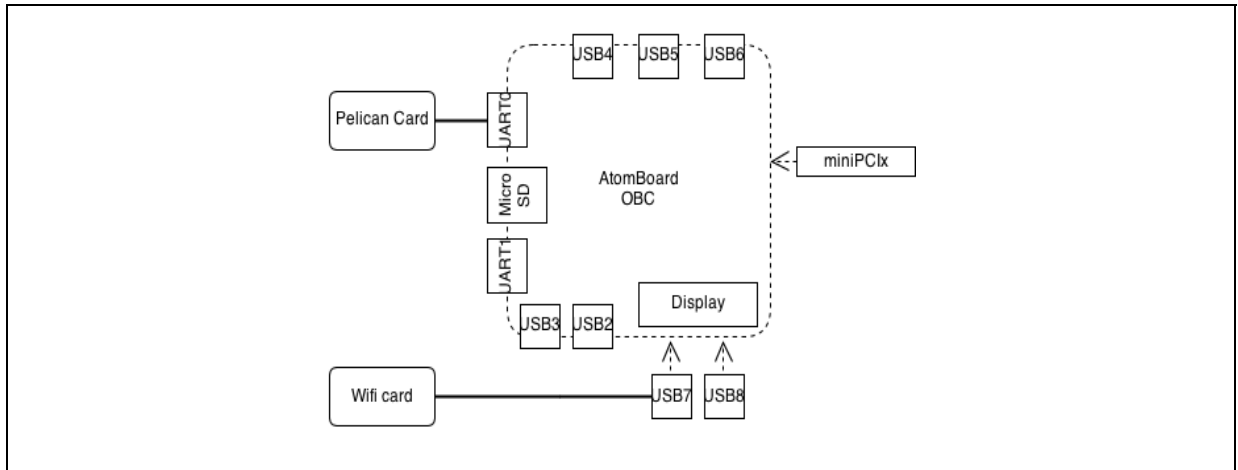 USB4
USB5
USB6
Pelican Card
UART0
miniPCIx
AtomBoard
OBC
Micro
SD
UART1
Display
USB3
USB2
Wifi card
USB7
USB8